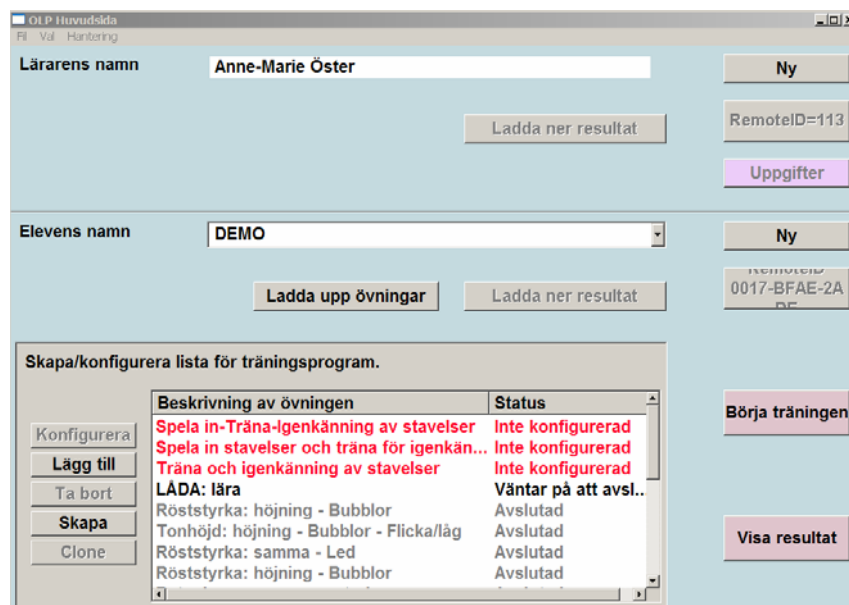 OLP Huvudsida
Fil Val Hantering
Lärarens namn
Anne-Marie Öster
Ny
Ladda ner resultat
RemoteID=113
Uppgifter
Elevens namn
DEMO
Ny
Ladda upp övningar
Ladda ner resultat
RemoteID
0017-BFAE-2A
Skapa/konfigurera lista för träningsprogram.
Beskrivning av övningen Status
Spela in-Träna-Igenkänning av stavelser Inte konfigurerad
Spela in stavelser och träna för igenkän... Inte konfigurerad
Träna och igenkänning av stavelser Inte konfigurerad
LÅDA: lära Väntar på att avsl...
Röststyrka: höjning - Bubblor Avslutad
Tonhöjd: höjning - Bubblor - Flicka/låg Avslutad
Röststyrka: samma - Led Avslutad
Röststyrka: höjning - Bubblor Avslutad
Konfigurera
Lägg till
Ta bort
Skapa
Clone
Börja träningen
Visa resultat